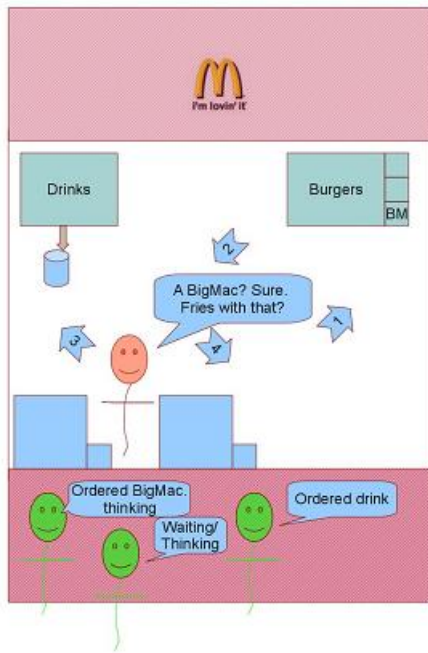 M
i'm lovin' it
Drinks
Burgers
BM
2
A BigMac? Sure.
Fries with that?
1
3
4
Ordered BigMac.
thinking
Ordered drink
Waiting/
Thinking